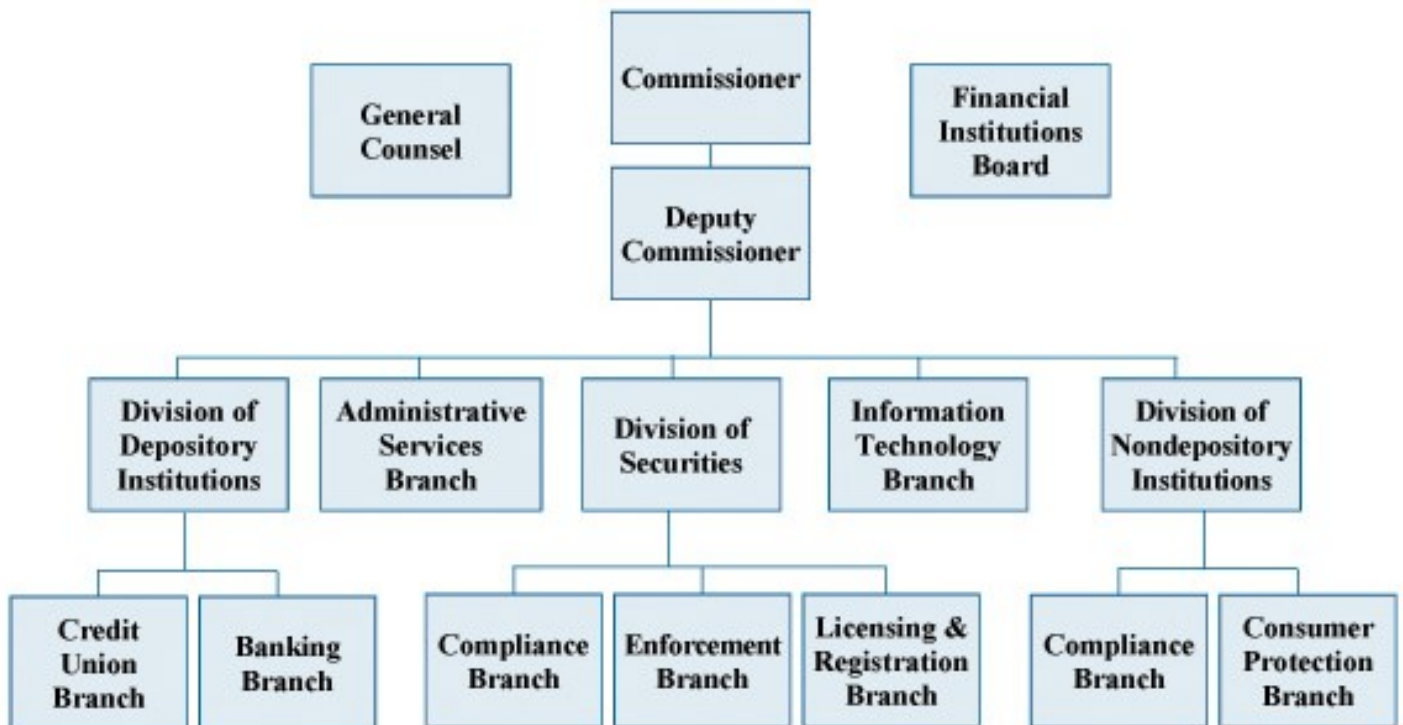 Commissioner
General
Counsel
Financial
Institutions
Board
Deputy
Commissioner
Division of
Depository
Institutions
Administrative
Services
Branch
Division of
Securities
Information
Technology
Branch
Division of
Nondepository
Institutions
Credit
Union
Branch
Banking
Branch
Compliance
Branch
Enforcement
Branch
Licensing &
Registration
Branch
Compliance
Branch
Consumer
Protection
Branch